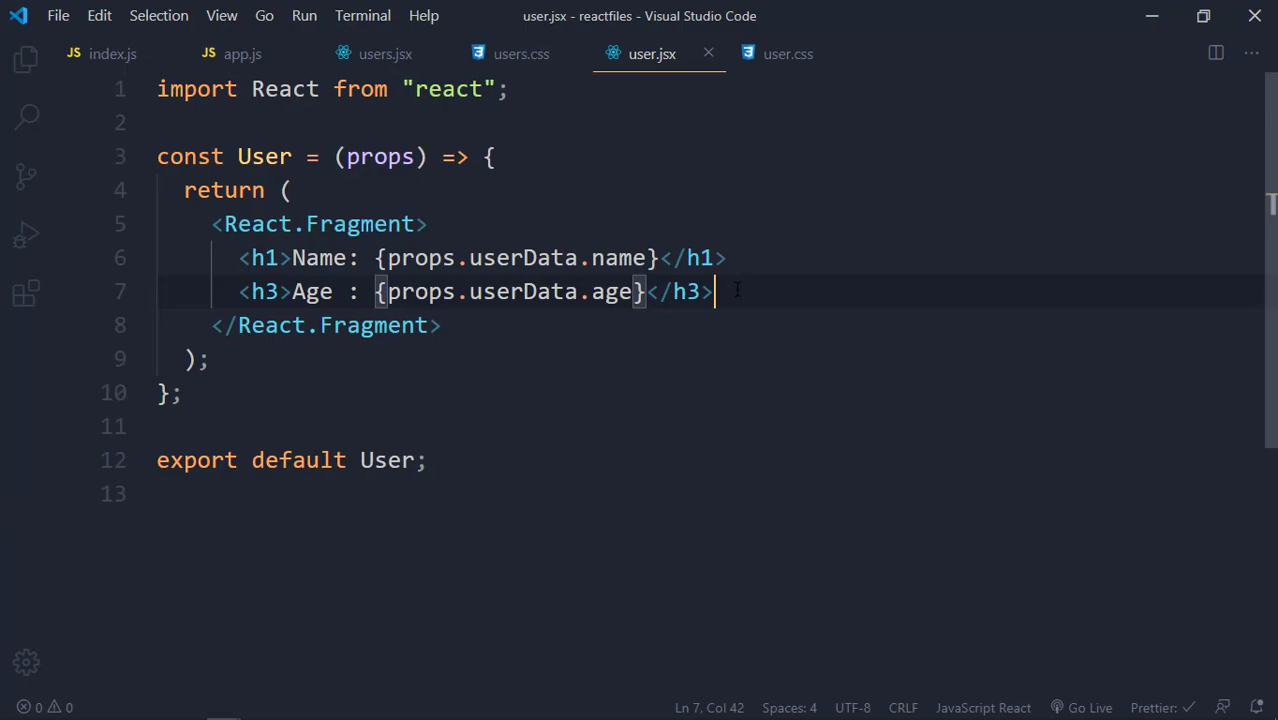 File Edit Selection View Go Run Terminal Help user.jsx - reactfiles - Visual Studio Code
JS index.js JS app.js users.jsx users.css user.jsx user.css
1 import React from "react";
2
3 const User = (props) => {
4 return (
5 <React.Fragment>
6 <h1>Name: {props.userData.name}</h1>
7 <h3>Age : {props.userData.age}</h3>
8 </React.Fragment>
9 );
10 };
11
12 export default User;
13
0 0 Ln 7, Col 42 Spaces: 4 UTF-8 CRLF JavaScript React Go Live Prettier: